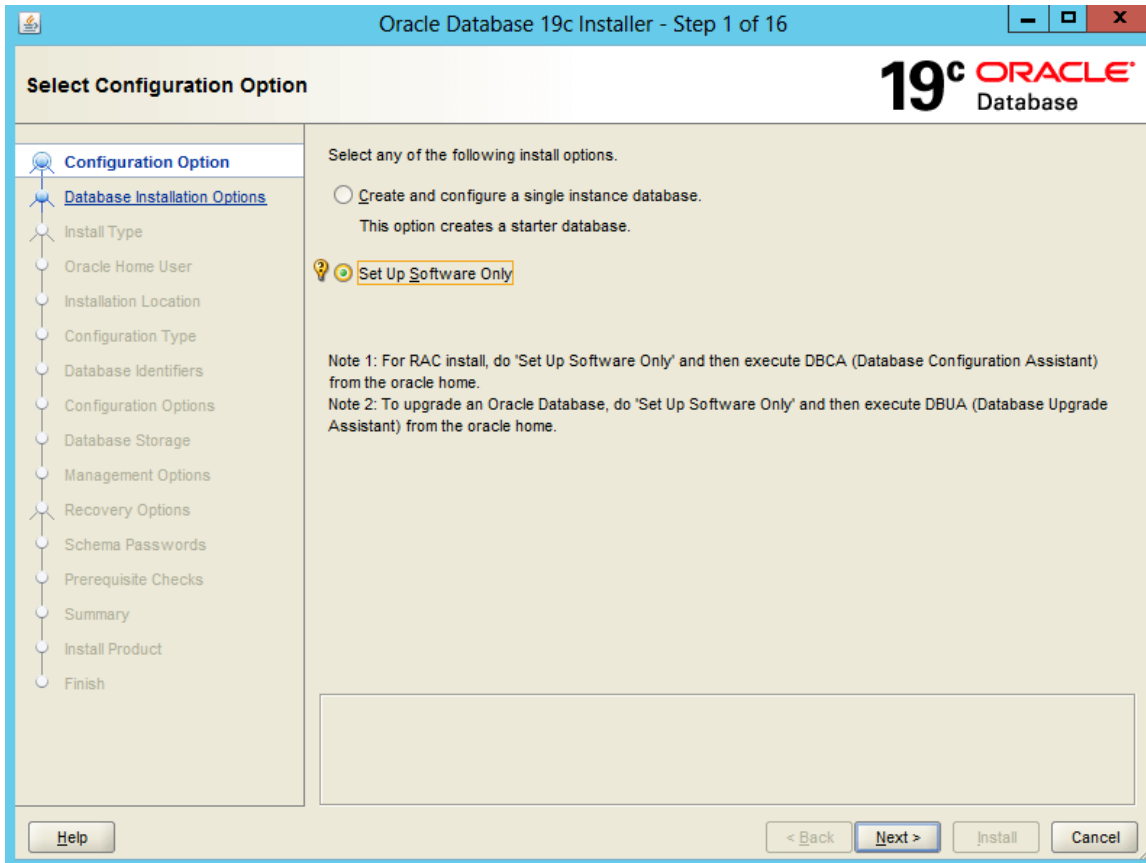 Oracle Database 19c Installer - Step 1 of 16
Select Configuration Option
19c ORACLE
Database
Configuration Option
Database Installation Options
Install Type
Oracle Home User
Installation Location
Configuration Type
Database Identifiers
Configuration Options
Database Storage
Management Options
Recovery Options
Schema Passwords
Prerequisite Checks
Summary
Install Product
Finish
Select any of the following install options.
Create and configure a single instance database.
This option creates a starter database.
Set Up Software Only
Note 1: For RAC install, do 'Set Up Software Only' and then execute DBCA (Database Configuration Assistant)
from the oracle home.
Note 2: To upgrade an Oracle Database, do 'Set Up Software Only' and then execute DBUA (Database Upgrade
Assistant) from the oracle home.
Help
< Back
Next >
Install
Cancel